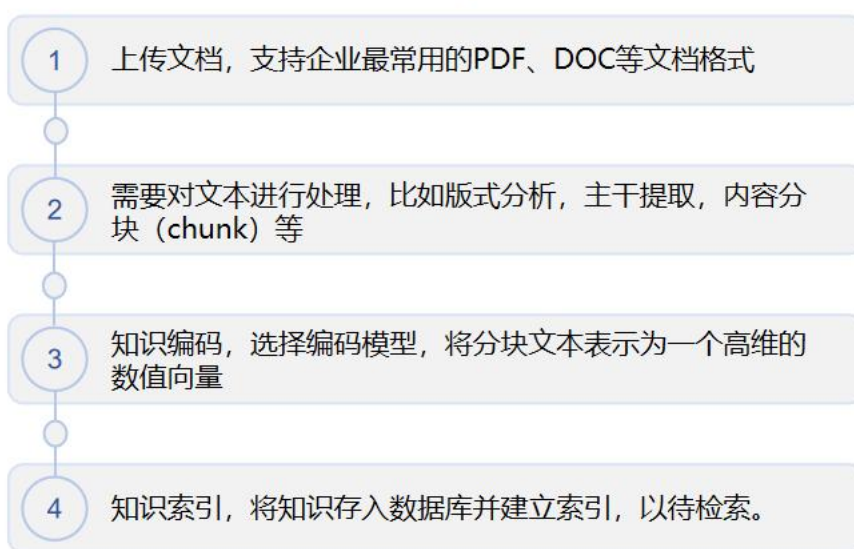 1
上传文档，支持企业最常用的PDF、DOC等文档格式
2
需要对文本进行处理，比如版式分析，主干提取，内容分
块（chunk）等
3
知识编码，选择编码模型，将分块文本表示为一个高维的
数值向量
4
知识索引，将知识存入数据库并建立索引，以待检索。